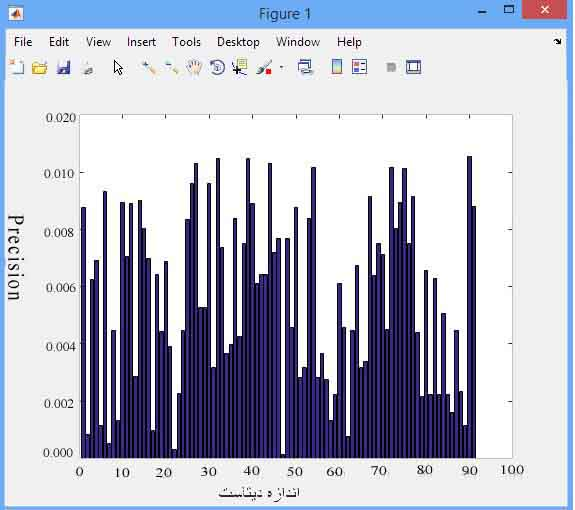 Figure 1
File Edit View Insert Tools Desktop Window Help
Precision
0.020
0.010
0.008
0.006
0.004
0.002
0.000
0 10 20 30 40 50 60 70 80 90 100
اندازه دیتاست